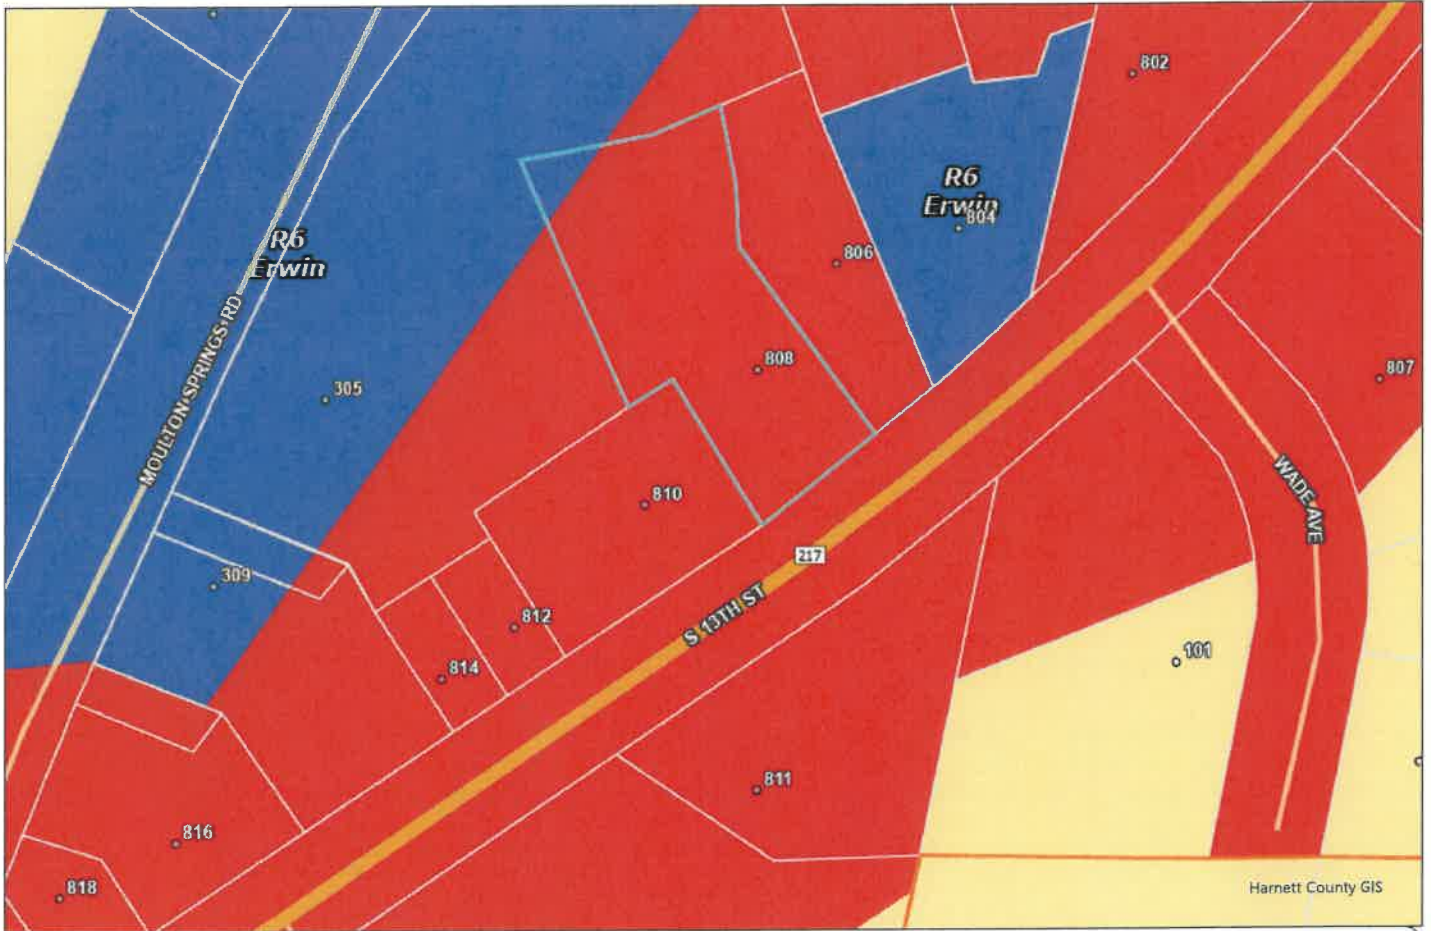 802
R6
Erwin
804
R6
Erwin
806
MOULTON SPRINGS RD
808
807
305
WADE AVE
810
217
309
S 13TH ST
812
101
814
811
816
818
Harnett County GIS